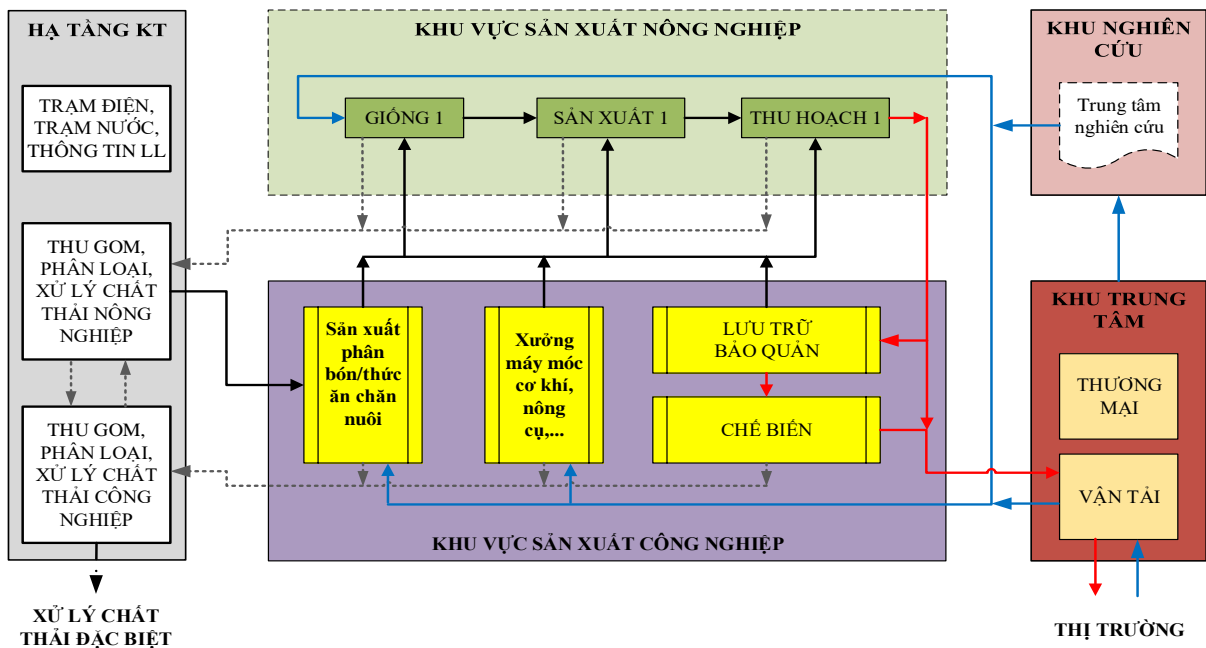 HẠ TẦNG KT
TRẠM ĐIỆN,
TRẠM NƯỚC,
THÔNG TIN LL
THU GOM,
PHÂN LOẠI,
XỬ LÝ CHẤT
THẢI NÔNG
NGHIỆP
THU GOM,
PHÂN LOẠI,
XỬ LÝ CHẤT
THẢI CÔNG
NGHIỆP
XỬ LÝ CHẤT
THẢI ĐẶC BIỆT
KHU VỰC SẢN XUẤT NÔNG NGHIỆP
GIỐNG 1
SẢN XUẤT 1
THU HOẠCH 1
Sản xuất
phân
bón/thức
ăn chăn
nuôi
Xưởng
máy móc
cơ khí,
nông
cụ,...
LƯU TRỮ
BẢO QUẢN
CHẾ BIẾN
KHU VỰC SẢN XUẤT CÔNG NGHIỆP
KHU NGHIÊN
CỨU
Trung tâm
nghiên cứu
KHU TRUNG
TÂM
THƯƠNG
MẠI
VẬN TẢI
THỊ TRƯỜNG